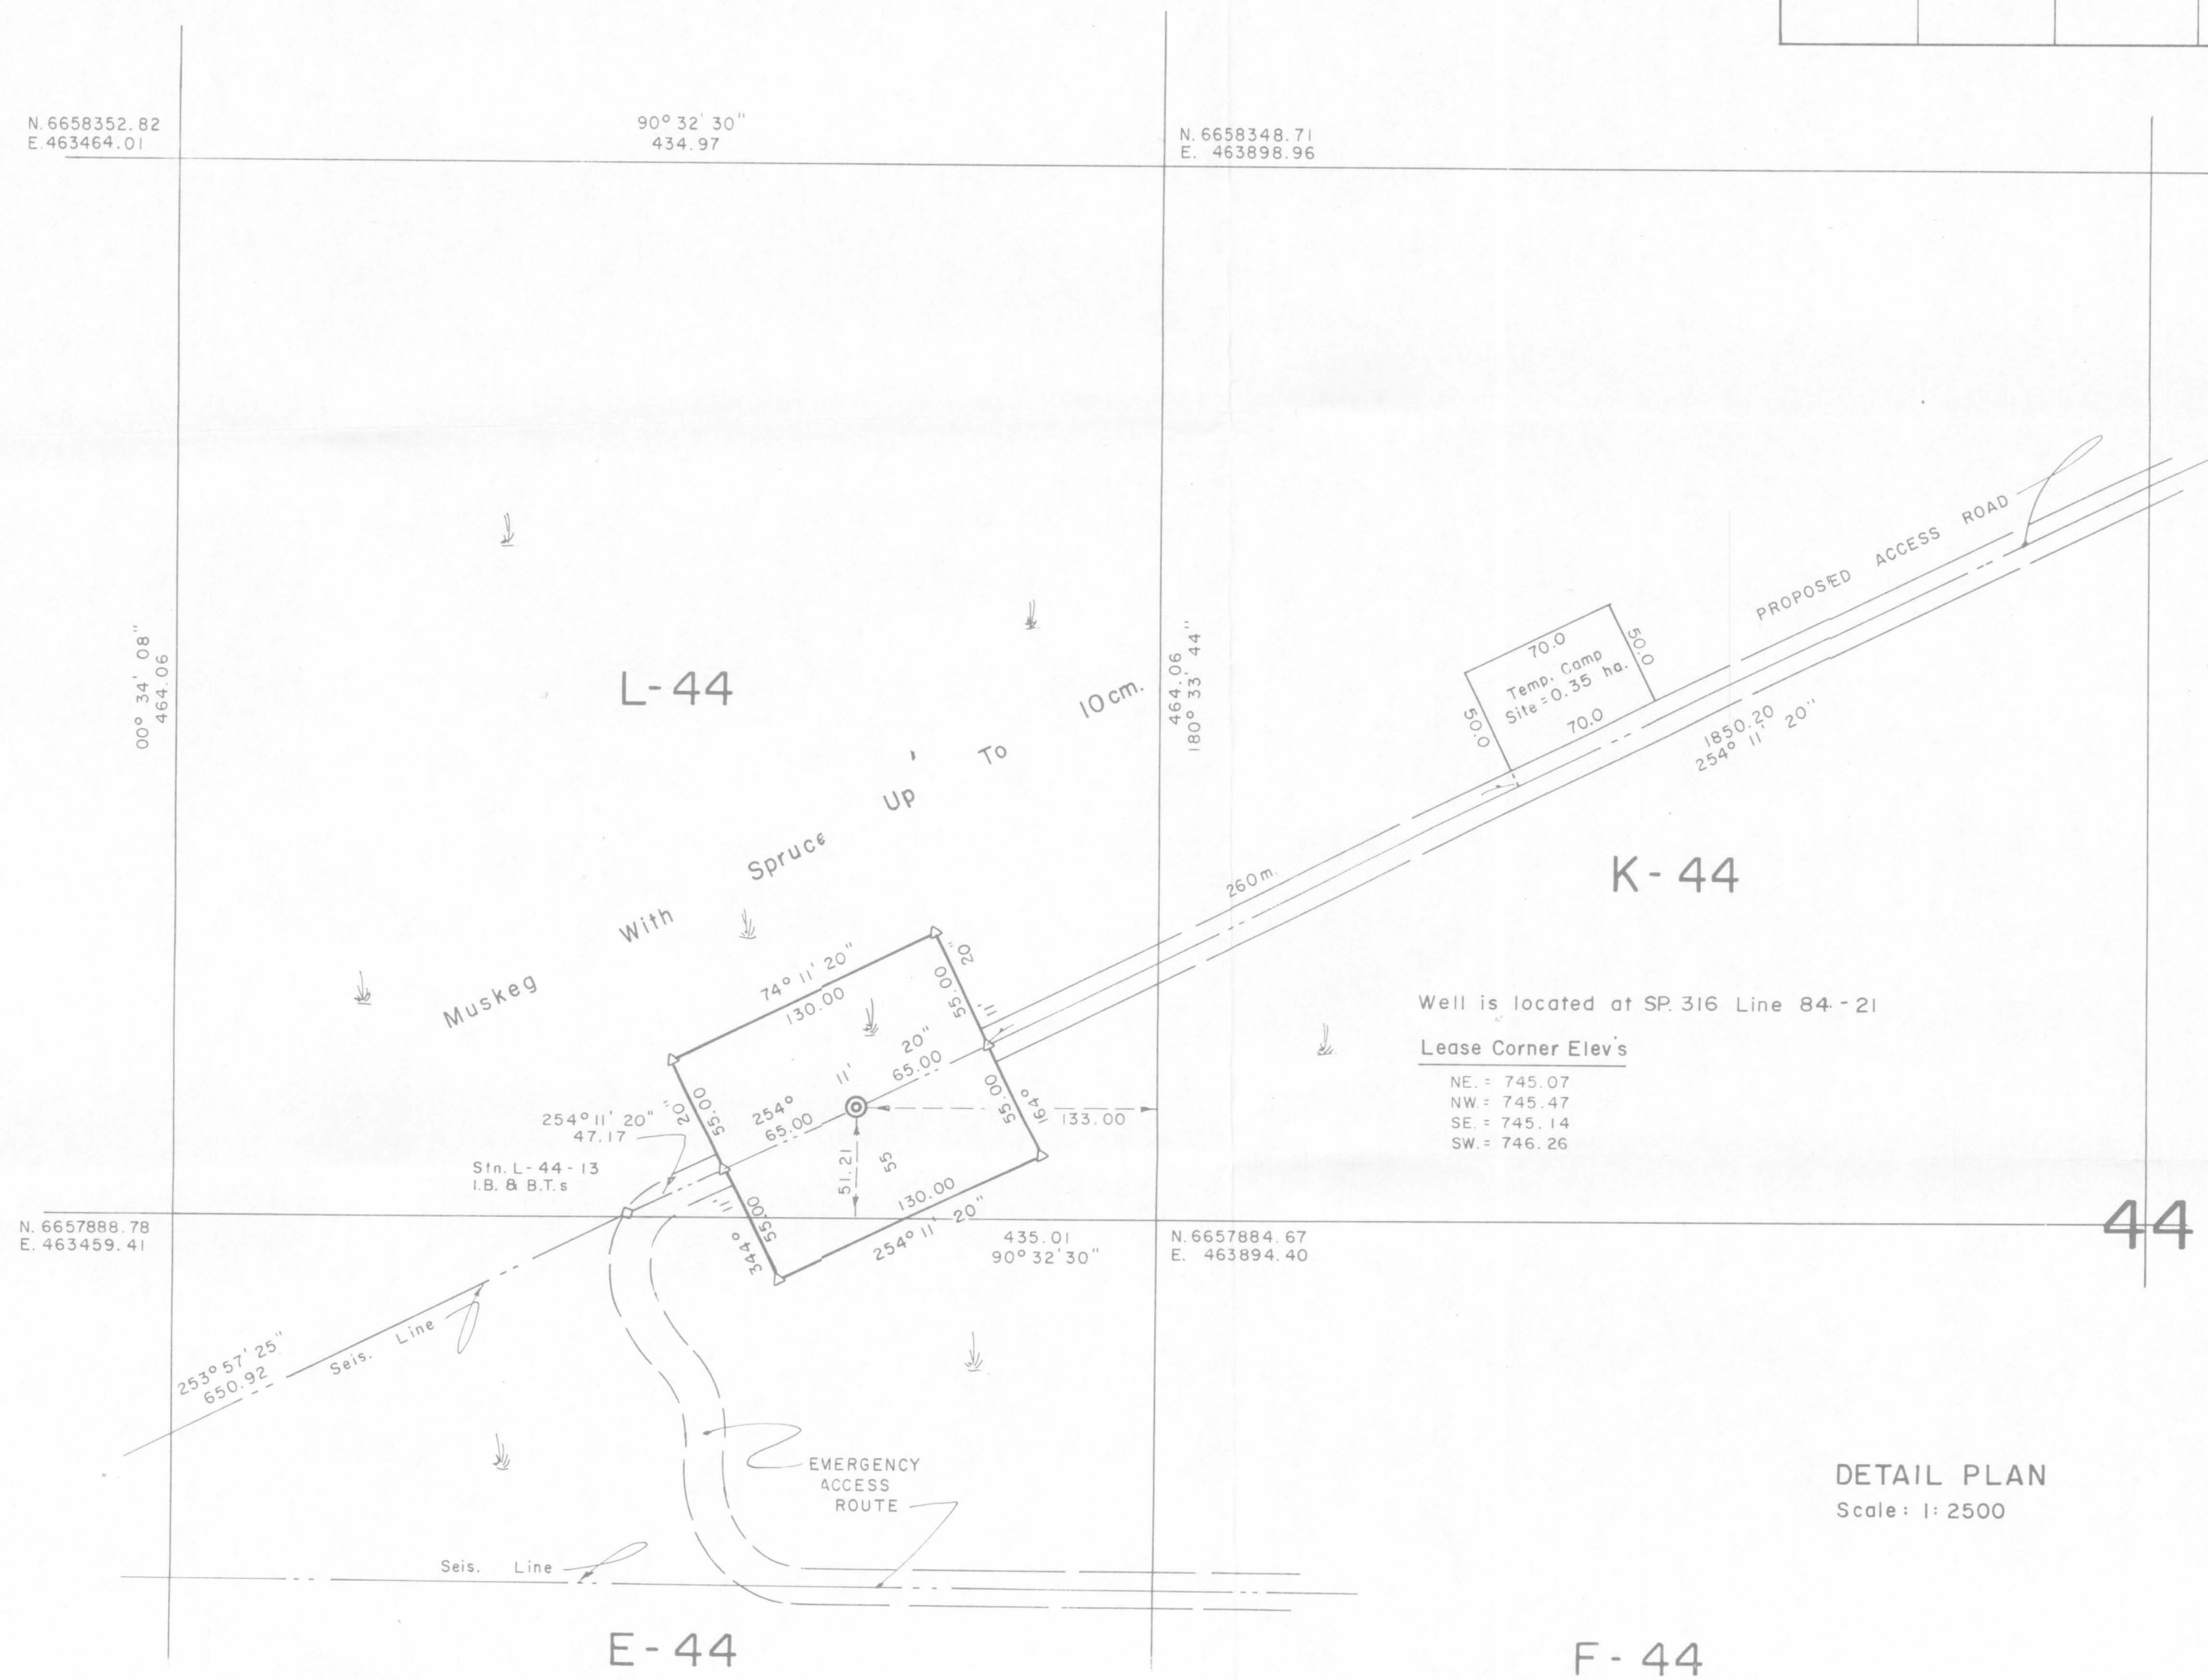 N. 6658352.82
E. 463464.01
90° 32' 30"
434.97
N. 6658348.71
E. 463898.96
00° 34' 08"
464.06
L-44
464.06
180° 33' 44"
Muskeg With Spruce Up To 10cm.
PROPOSED ACCESS ROAD
70.0
50.0
Temp. Camp
Site = 0.35 ha.
50.0
70.0
1850.20
254° 11' 20"
260m.
K-44
74° 11' 20"
130.00
55.00
164° 11' 20"
55.00
254° 11' 20"
65.00
65.00
133.00
51.21
55
55.00
344° 11' 20"
55.00
130.00
254° 11' 20"
254° 11' 20"
47.17
Stn. L-44-13
I.B. & B.T.s
Well is located at SP. 316 Line 84-21
Lease Corner Elev's
NE. = 745.07
NW. = 745.47
SE. = 745.14
SW. = 746.26
N. 6657888.78
E. 463459.41
435.01
90° 32' 30"
N. 6657884.67
E. 463894.40
44
253° 57' 25"
650.92
Seis. Line
EMERGENCY
ACCESS
ROUTE
Seis. Line
DETAIL PLAN
Scale: 1: 2500
E-44
F-44